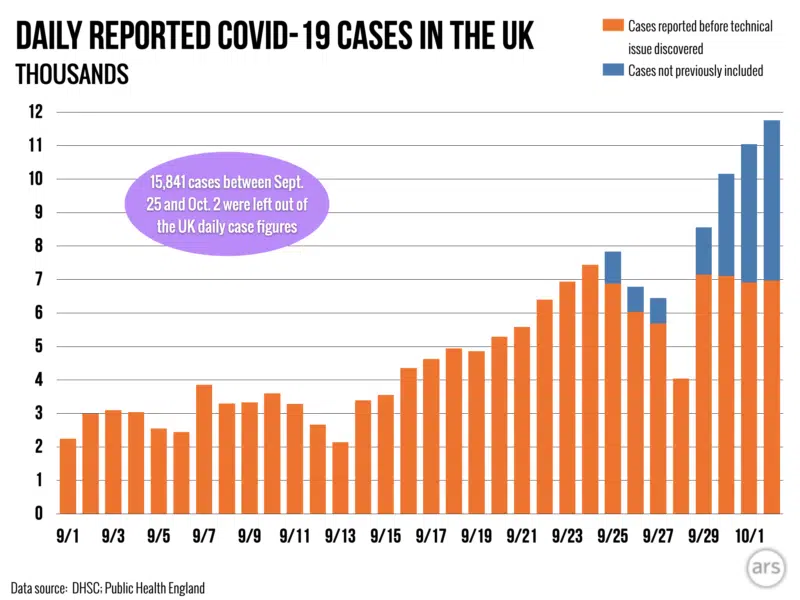 DAILY REPORTED COVID-19 CASES IN THE UK
THOUSANDS
Cases reported before technical
issue discovered
Cases not previously included
12
11
10
9
8
7
6
5
4
3
2
1
0
15,841 cases between Sept.
25 and Oct. 2 were left out of
the UK daily case figures
9/1 9/3 9/5 9/7 9/9 9/11 9/13 9/15 9/17 9/19 9/21 9/23 9/25 9/27 9/29 10/1
ars
Data source: DHSC; Public Health England